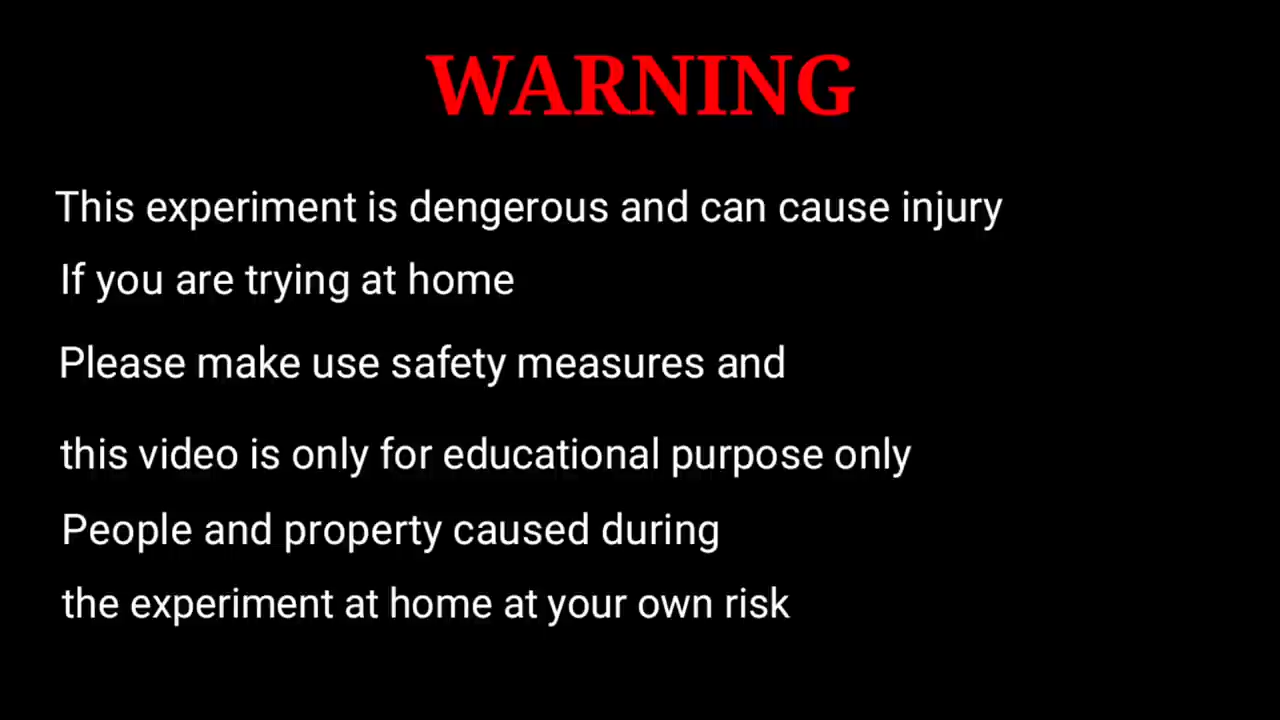 WARNING
This experiment is dengerous and can cause injury
If you are trying at home
Please make use safety measures and
this video is only for educational purpose only
People and property caused during
the experiment at home at your own risk